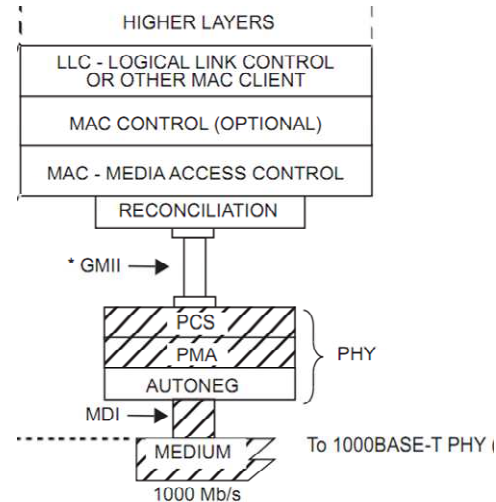 HIGHER LAYERS
LLC - LOGICAL LINK CONTROL
OR OTHER MAC CLIENT
MAC CONTROL (OPTIONAL)
MAC - MEDIA ACCESS CONTROL
RECONCILIATION
* GMII
PCS
PMA
PHY
AUTONEG
MDI
MEDIUM
To 1000BASE-T PHY (
1000 Mb/s